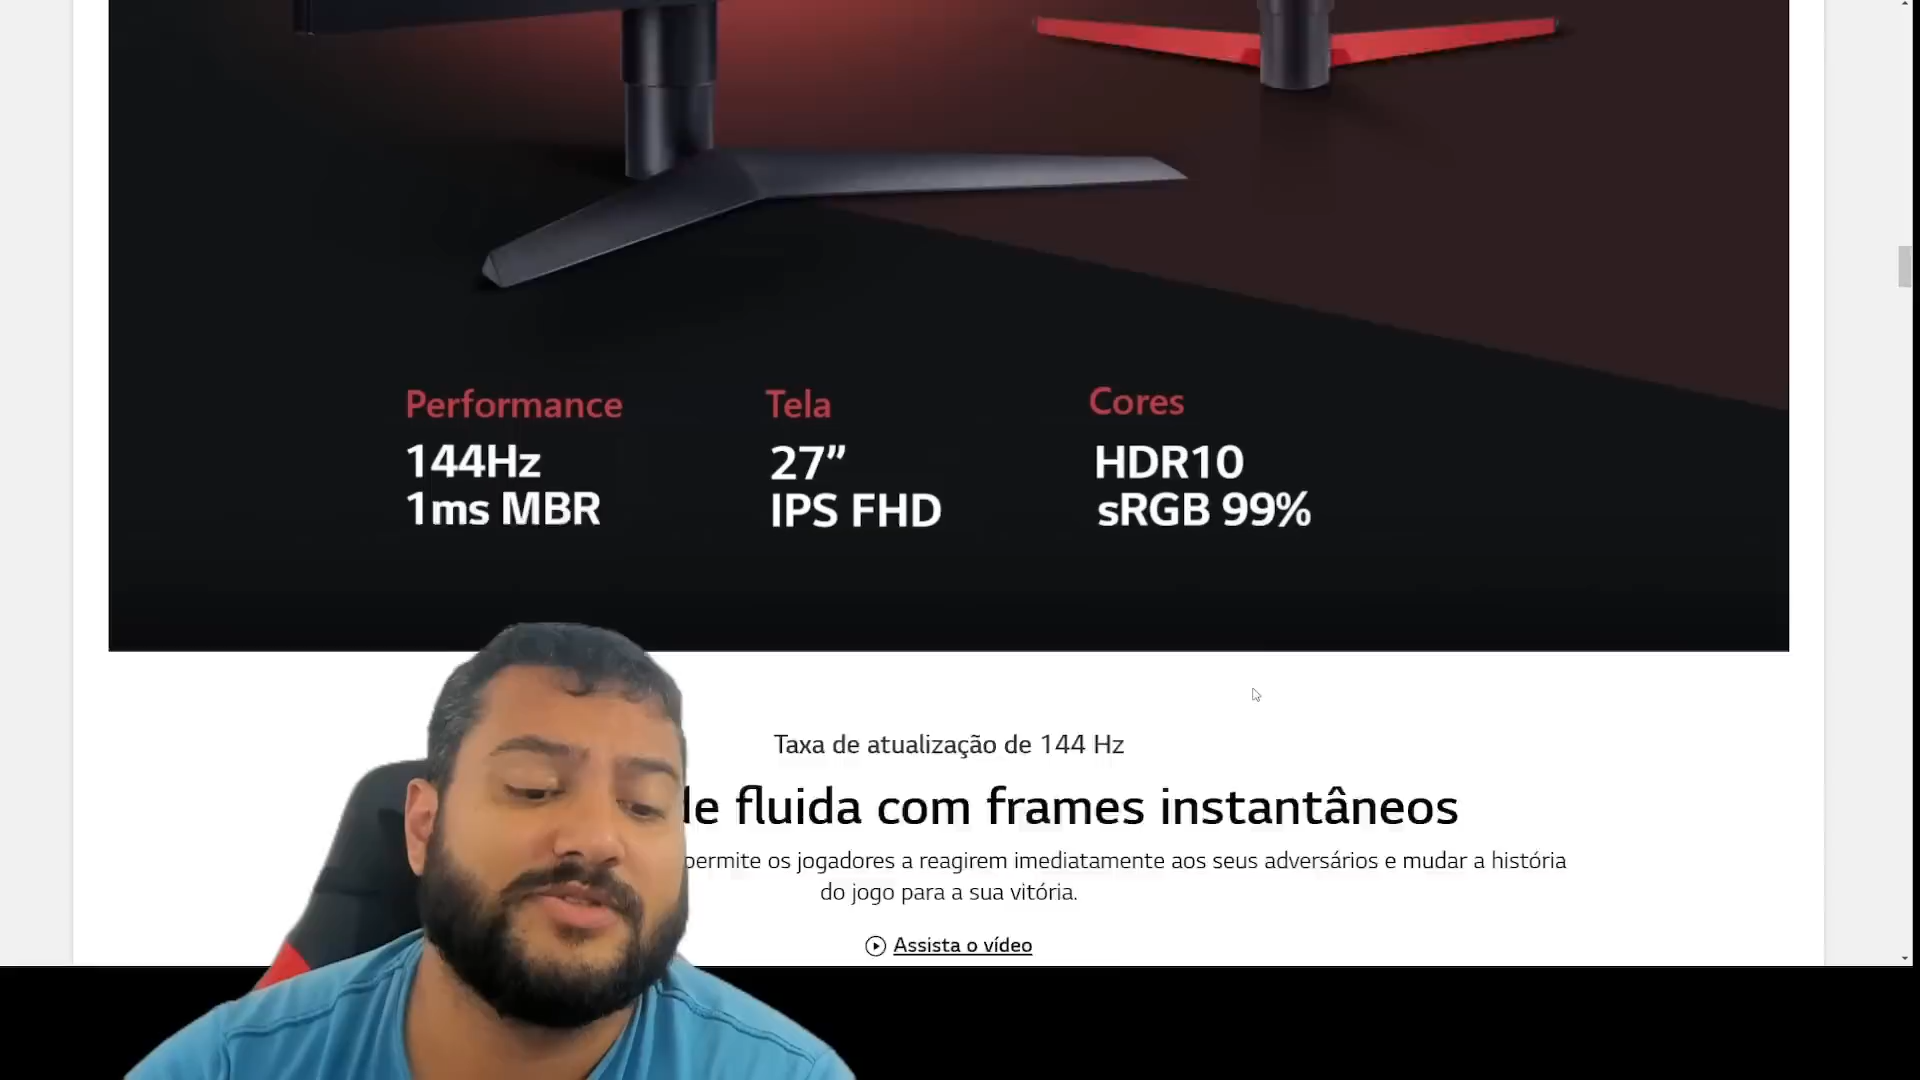 Performance
144Hz
1ms MBR
Tela
27”
IPS FHD
Cores
HDR10
sRGB 99%
Taxa de atualização de 144 Hz
fluida com frames instantâneos
permite os jogadores a reagirem imediatamente aos seus adversários e mudar a história
do jogo para a sua vitória.
Assista o vídeo